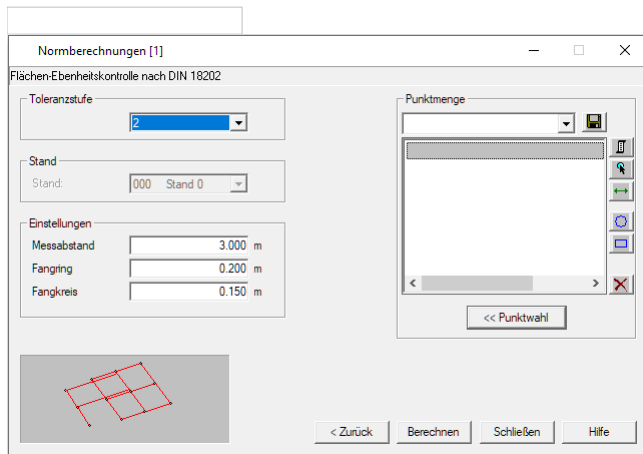 Normberechnungen [1]
Flächen-Ebenheitskontrolle nach DIN 18202
Toleranzstufe
2
Stand
Stand: 000 Stand 0
Einstellungen
Messabstand 3.000 m
Fangring 0.200 m
Fangkreis 0.150 m
Punktmenge
<< Punktwahl
< Zurück Berechnen Schließen Hilfe